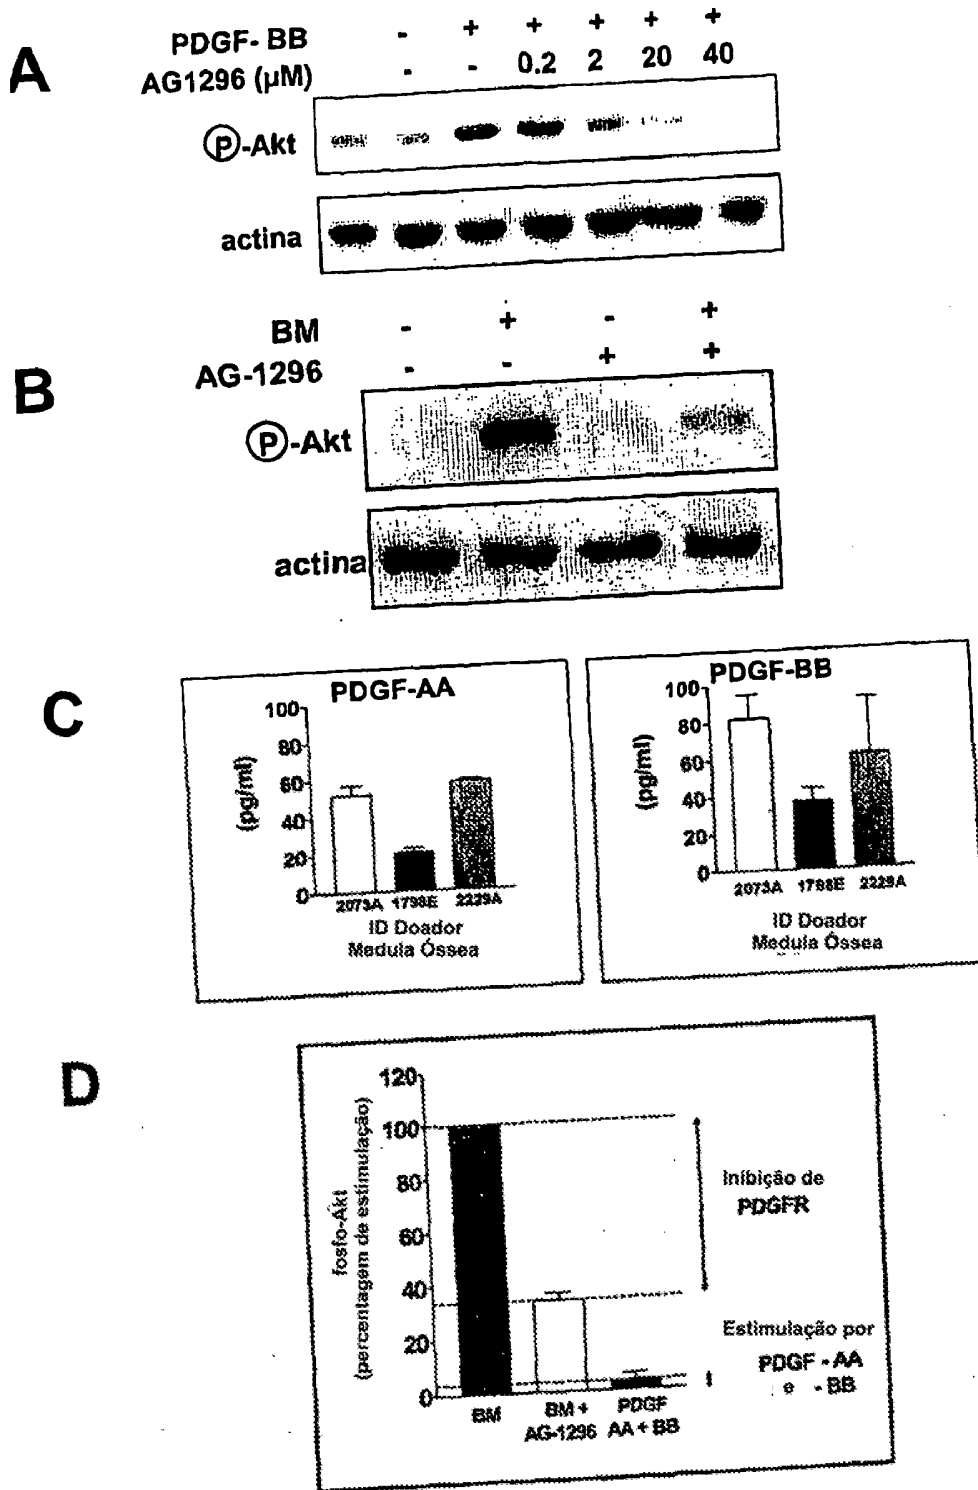 A
PDGF- BB - + + + + +
AG1296 (µM) - - 0.2 2 20 40
P-Akt
actina
B
BM - + - +
AG-1296 - - + +
P-Akt
actina
C
PDGF-AA
(pg/ml)
100
80
60
40
20
0
2073A 1798E 2229A
ID Doador
Medula Óssea
PDGF-BB
(pg/ml)
100
80
60
40
20
0
2073A 1798E 2229A
ID Doador
Medula Óssea
D
fosfo-Akt
(percentagem de estimulação)
120
100
80
60
40
20
0
BM
BM +
AG-1296
PDGF
AA + BB
Inibição de
PDGFR
Estimulação por
PDGF - AA
e - BB